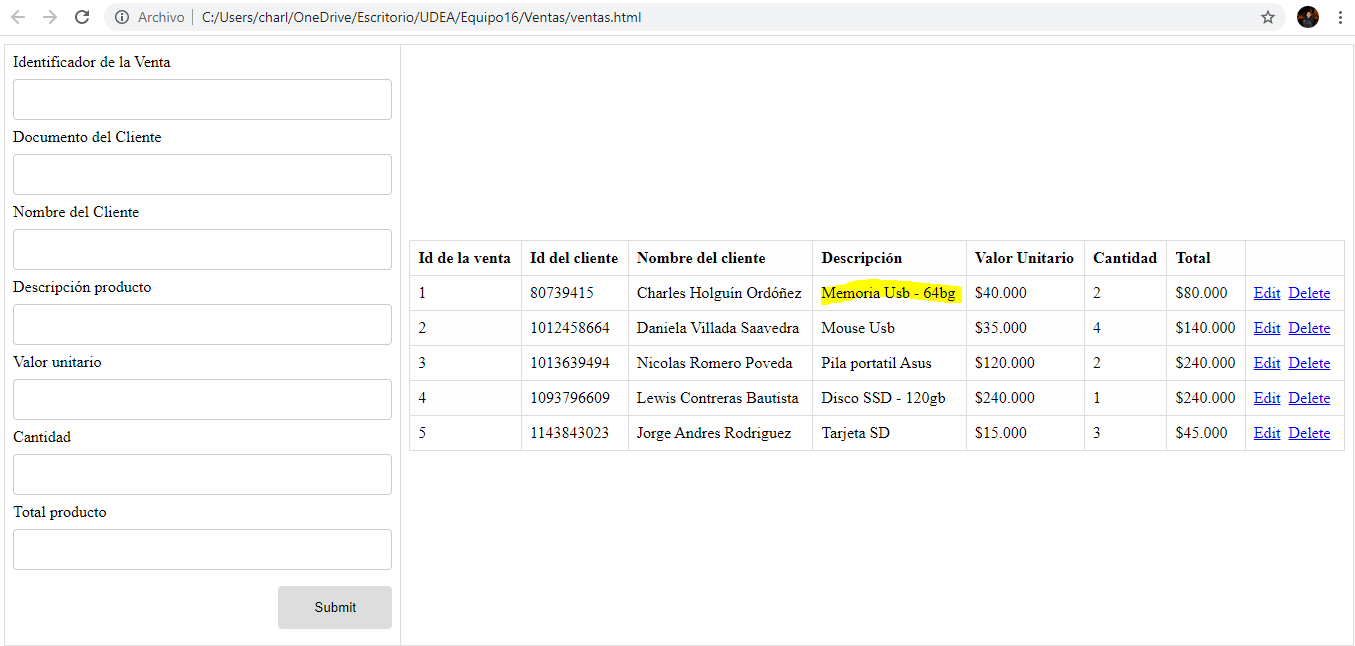 Archivo C:/Users/charl/OneDrive/Escritorio/UDEA/Equipo16/Ventas/ventas.html
Identificador de la Venta
Documento del Cliente
Nombre del Cliente
Descripción producto
Valor unitario
Cantidad
Total producto
Submit
Id de la venta Id del cliente Nombre del cliente Descripción Valor Unitario Cantidad Total
1 80739415 Charles Holguín Ordóñez Memoria Usb - 64bg $40.000 2 $80.000 Edit Delete
2 1012458664 Daniela Villada Saavedra Mouse Usb $35.000 4 $140.000 Edit Delete
3 1013639494 Nicolas Romero Poveda Pila portatil Asus $120.000 2 $240.000 Edit Delete
4 1093796609 Lewis Contreras Bautista Disco SSD - 120gb $240.000 1 $240.000 Edit Delete
5 1143843023 Jorge Andres Rodriguez Tarjeta SD $15.000 3 $45.000 Edit Delete